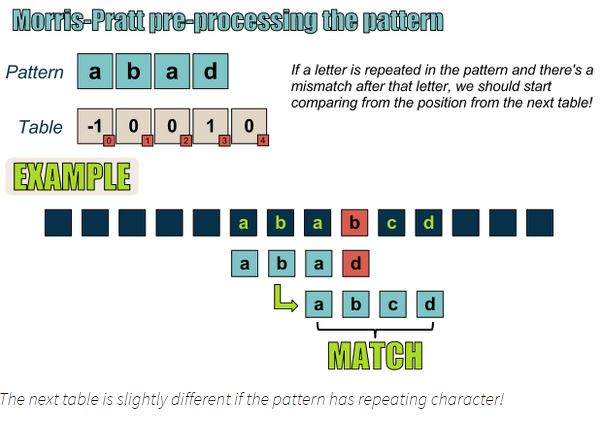 Morris-Pratt pre-processing the pattern
Pattern a b a d
If a letter is repeated in the pattern and there's a
mismatch after that letter, we should start
comparing from the position from the next table!
Table -1 0 0 1 0
0 1 2 3 4
EXAMPLE
a b a b c d
a b a d
a b c d
MATCH
The next table is slightly different if the pattern has repeating character!